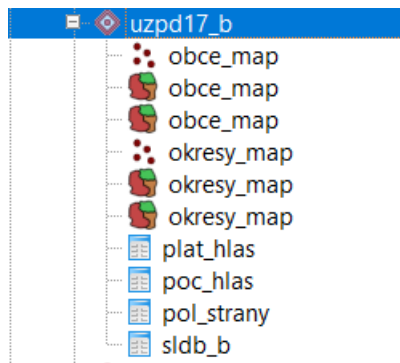 uzpd17_b
obce_map
obce_map
obce_map
okresy_map
okresy_map
okresy_map
plat_hlas
poc_hlas
pol_strany
sldb_b